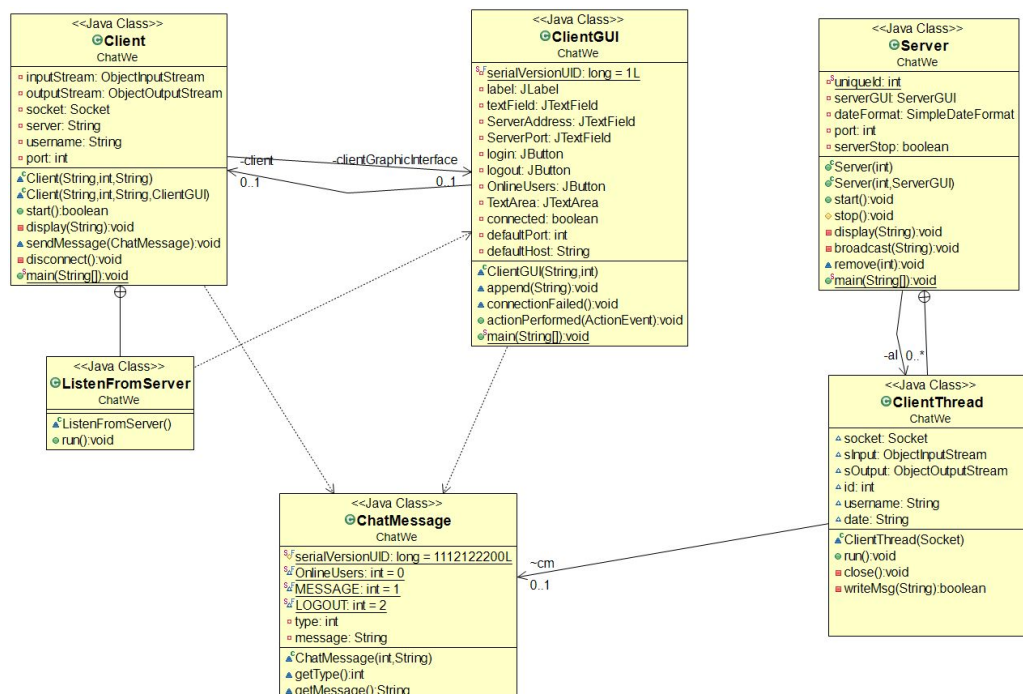 <<Java Class>>
Client
ChatWe
inputStream: ObjectInputStream
outputStream: ObjectOutputStream
socket: Socket
server: String
username: String
port: int
Client(String,int,String)
Client(String,int,String,ClientGUI)
start():boolean
display(String):void
sendMessage(ChatMessage):void
disconnect():void
main(String[]):void
<<Java Class>>
ClientGUI
ChatWe
serialVersionUID: long = 1L
label: JLabel
textField: JTextField
ServerAddress: JTextField
ServerPort: JTextField
login: JButton
logout: JButton
OnlineUsers: JButton
TextArea: JTextArea
connected: boolean
defaultPort: int
defaultHost: String
ClientGUI(String,int)
append(String):void
connectionFailed():void
actionPerformed(ActionEvent):void
main(String[]):void
<<Java Class>>
Server
ChatWe
uniqueId: int
serverGUI: ServerGUI
dateFormat: SimpleDateFormat
port: int
serverStop: boolean
Server(int)
Server(int,ServerGUI)
start():void
stop():void
display(String):void
broadcast(String):void
remove(int):void
main(String[]):void
-client
0..1
-clientGraphicInterface
0..1
<<Java Class>>
ListenFromServer
ChatWe
ListenFromServer()
run():void
-al
0..*
<<Java Class>>
ClientThread
ChatWe
socket: Socket
sInput: ObjectInputStream
sOutput: ObjectOutputStream
id: int
username: String
date: String
ClientThread(Socket)
run():void
close():void
writeMsg(String):boolean
<<Java Class>>
ChatMessage
ChatWe
serialVersionUID: long = 1112122200L
OnlineUsers: int = 0
MESSAGE: int = 1
LOGOUT: int = 2
type: int
message: String
ChatMessage(int,String)
getType():int
getMessage():String
~cm
0..1